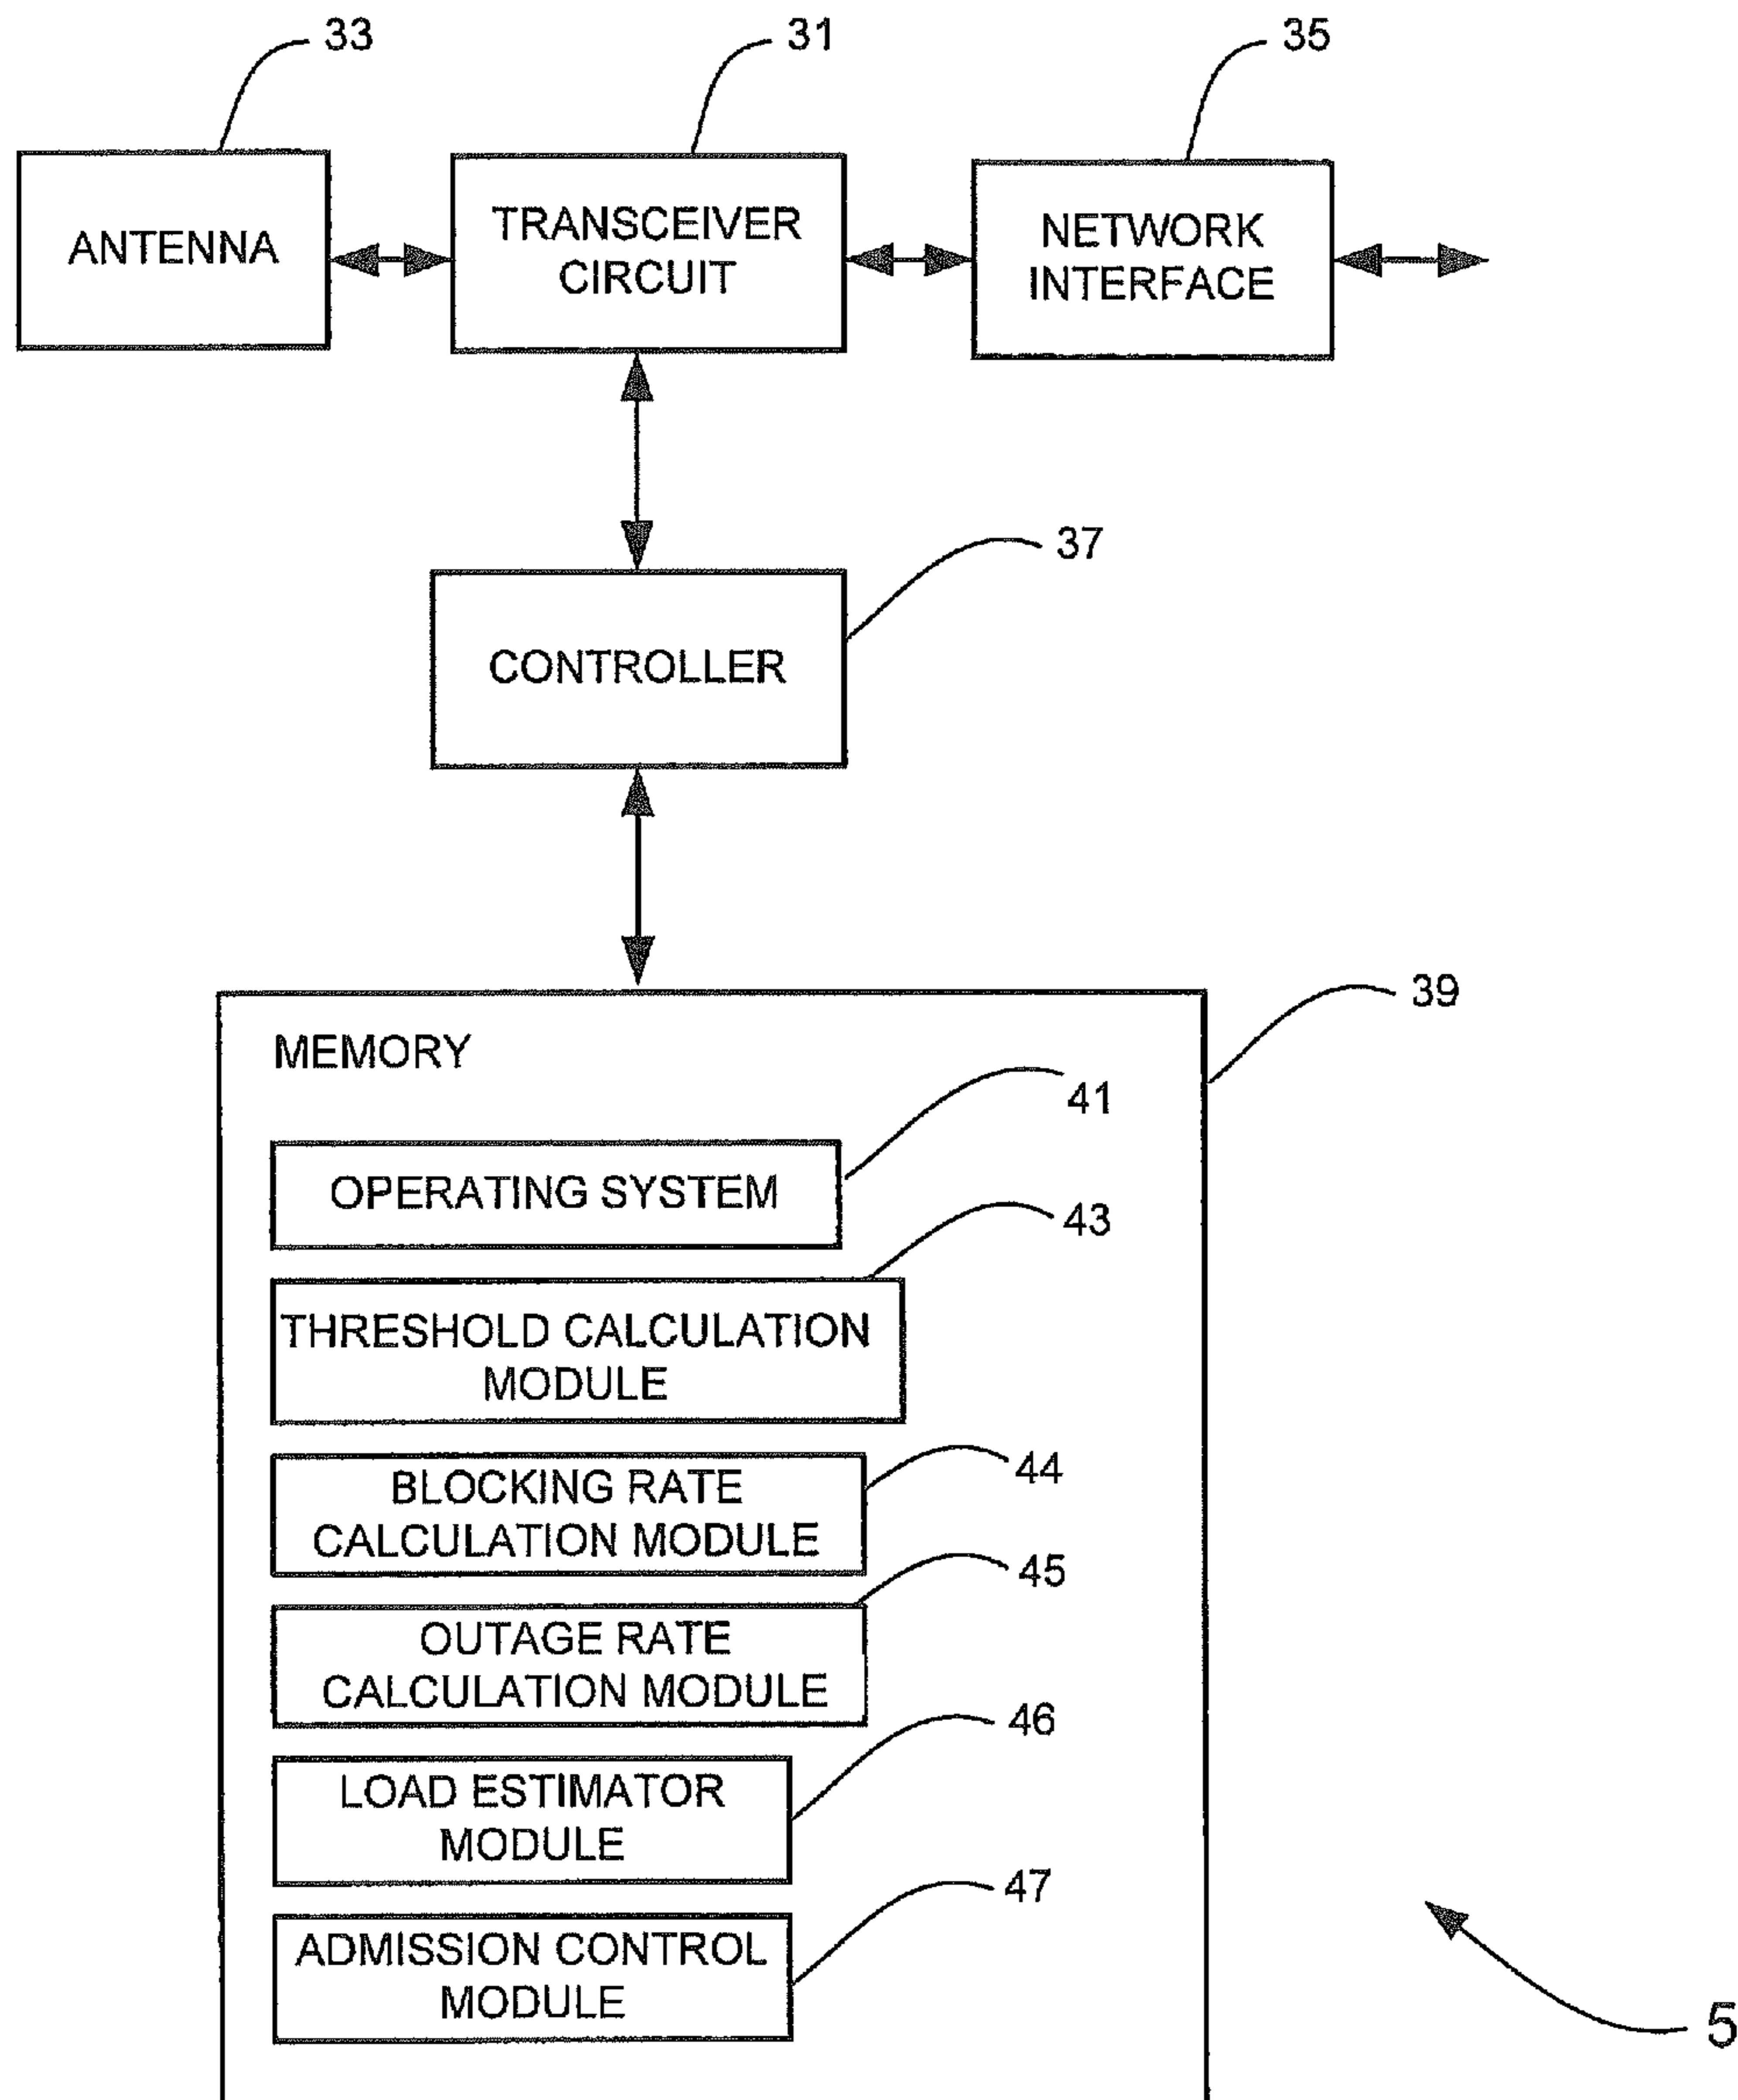 33
31
35
ANTENNA
TRANSCEIVER
CIRCUIT
NETWORK
INTERFACE
37
CONTROLLER
39
MEMORY
41
OPERATING SYSTEM
43
THRESHOLD CALCULATION
MODULE
44
BLOCKING RATE
CALCULATION MODULE
45
OUTAGE RATE
CALCULATION MODULE
46
LOAD ESTIMATOR
MODULE
47
ADMISSION CONTROL
MODULE
5